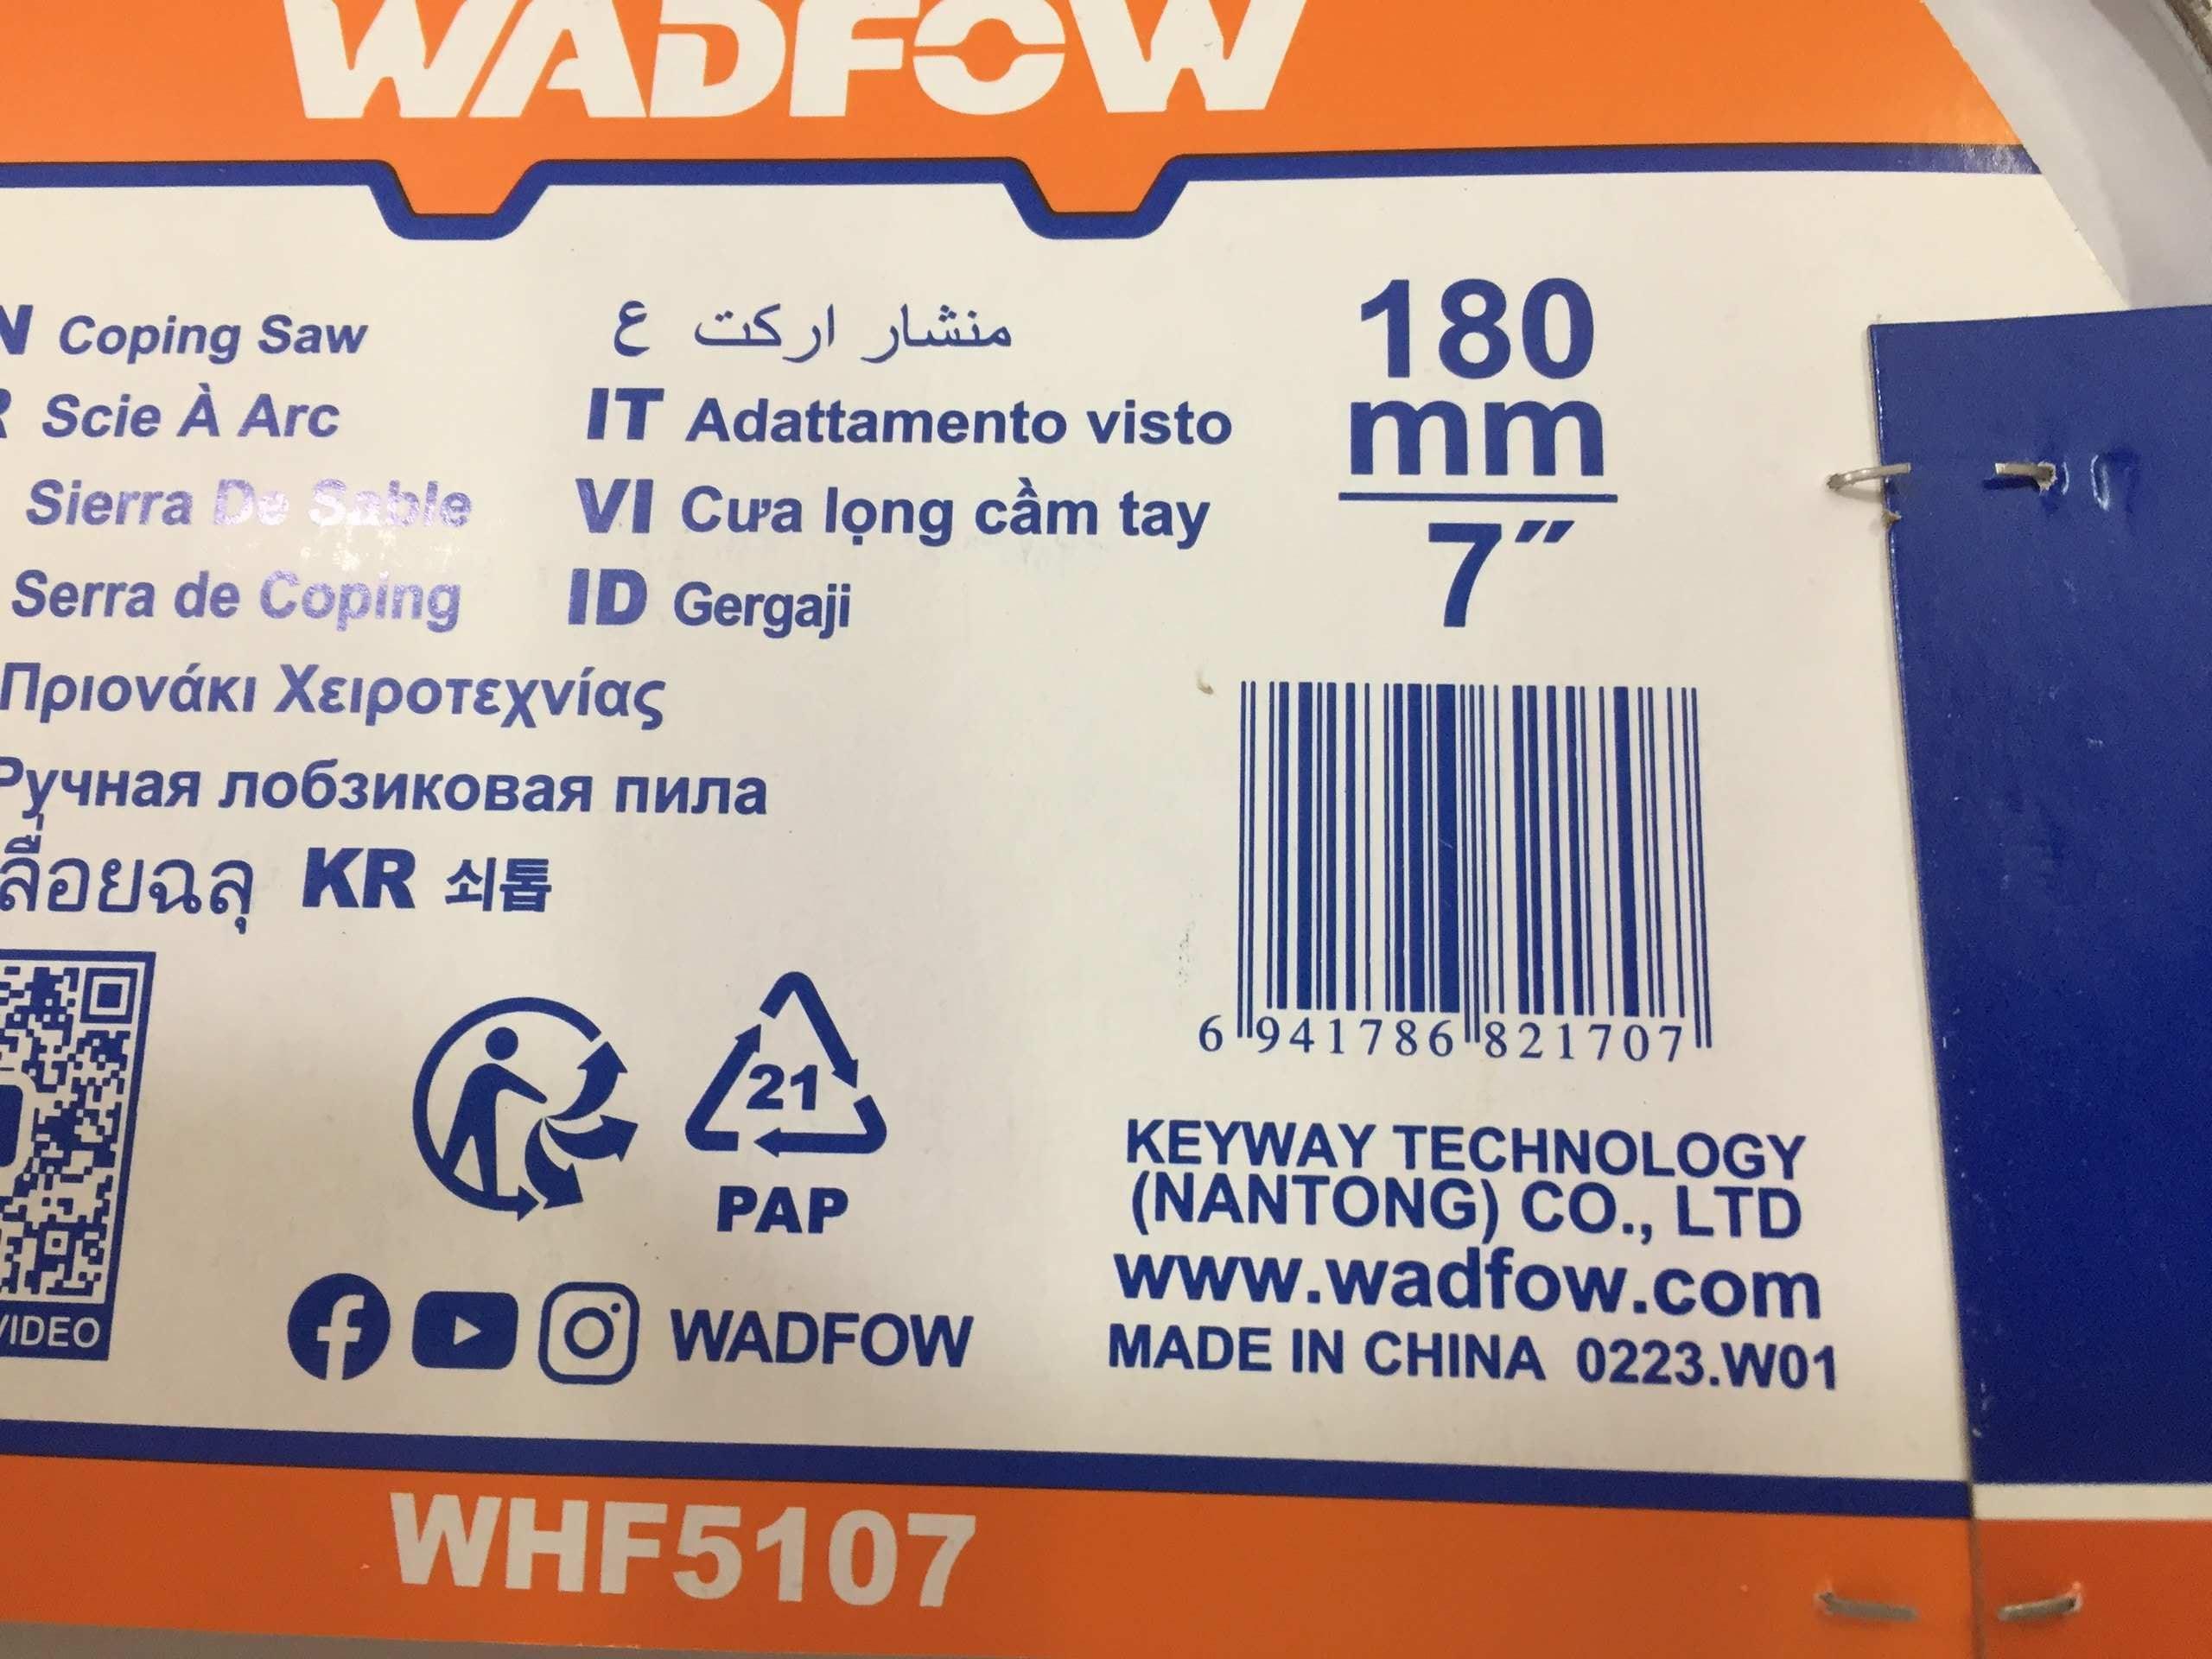 WADFOW
N Coping Saw
R Scie À Arc
Sierra De Sable
Serra de Coping
Πριονάκι Χειροτεχνίας
Ручная лобзиковая пила
ลื่อยฉลุ KR 쇠톱
منشار اركت ع
IT Adattamento visto
VI Cưa lọng cầm tay
ID Gergaji
180
mm
7″
6 941786 821707
21
PAP
VIDEO
WADFOW
KEYWAY TECHNOLOGY
(NANTONG) CO., LTD
www.wadfow.com
MADE IN CHINA 0223.W01
WHF5107